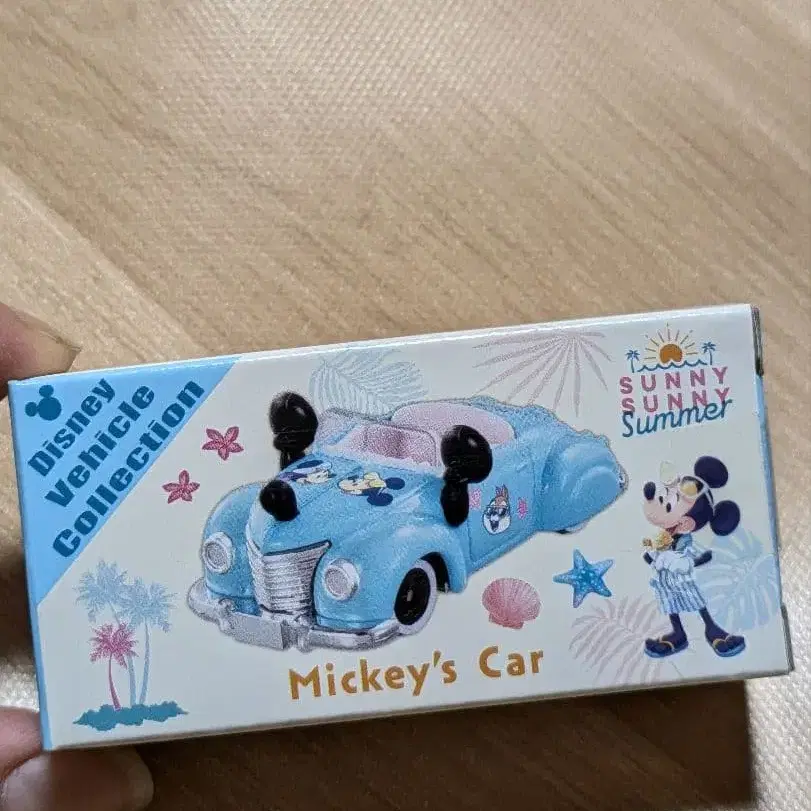 Disney
Vehicle
Collection
SUNNY
SUNNY
Summer
Mickey's Car